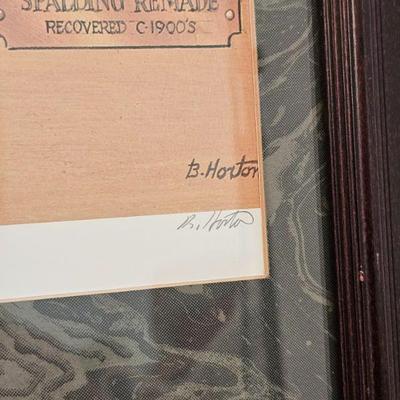 SPALDING REMADE
RECOVERED C-1900'S
B. Horton
B. Horton